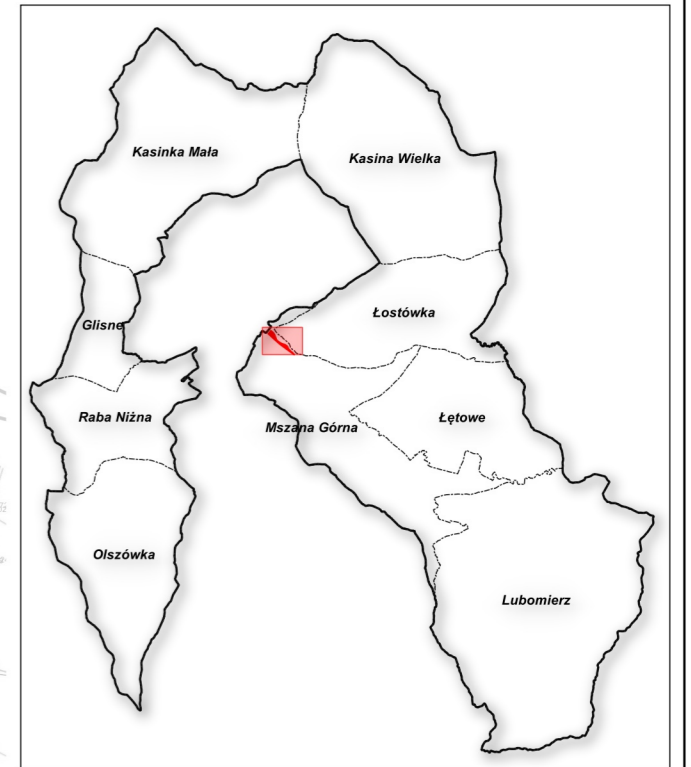 Kasinka Mała
Kasina Wielka
Łostówka
Glisne
Raba Niżna
Mszana Górna
Łętowe
Olszówka
Lubomierz